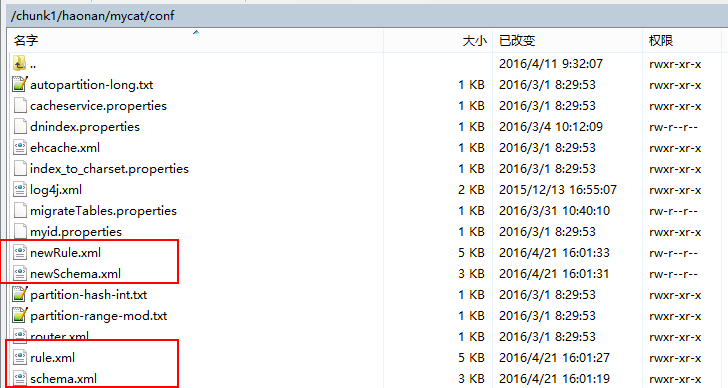 /chunk1/haonan/mycat/conf
名字 大小 已改变 权限
.. 2016/4/11 9:32:07 rwxr-xr-x
autopartition-long.txt 1 KB 2016/3/1 8:29:53 rwxr-xr-x
cacheservice.properties 1 KB 2016/3/1 8:29:53 rwxr-xr-x
dnindex.properties 1 KB 2016/3/4 10:12:09 rw-r--r--
ehcache.xml 1 KB 2016/3/1 8:29:53 rwxr-xr-x
index_to_charset.properties 1 KB 2016/3/1 8:29:53 rwxr-xr-x
log4j.xml 2 KB 2015/12/13 16:55:07 rwxr-xr-x
migrateTables.properties 1 KB 2016/3/31 10:40:10 rw-r--r--
myid.properties 1 KB 2016/3/1 8:29:53 rwxr-xr-x
newRule.xml 5 KB 2016/4/21 16:01:33 rw-r--r--
newSchema.xml 3 KB 2016/4/21 16:01:31 rw-r--r--
partition-hash-int.txt 1 KB 2016/3/1 8:29:53 rwxr-xr-x
partition-range-mod.txt 1 KB 2016/3/1 8:29:53 rwxr-xr-x
router.xml 1 KB 2016/3/1 8:29:53 rwxr-xr-x
rule.xml 5 KB 2016/4/21 16:01:27 rwxr-xr-x
schema.xml 3 KB 2016/4/21 16:01:19 rwxr-xr-x